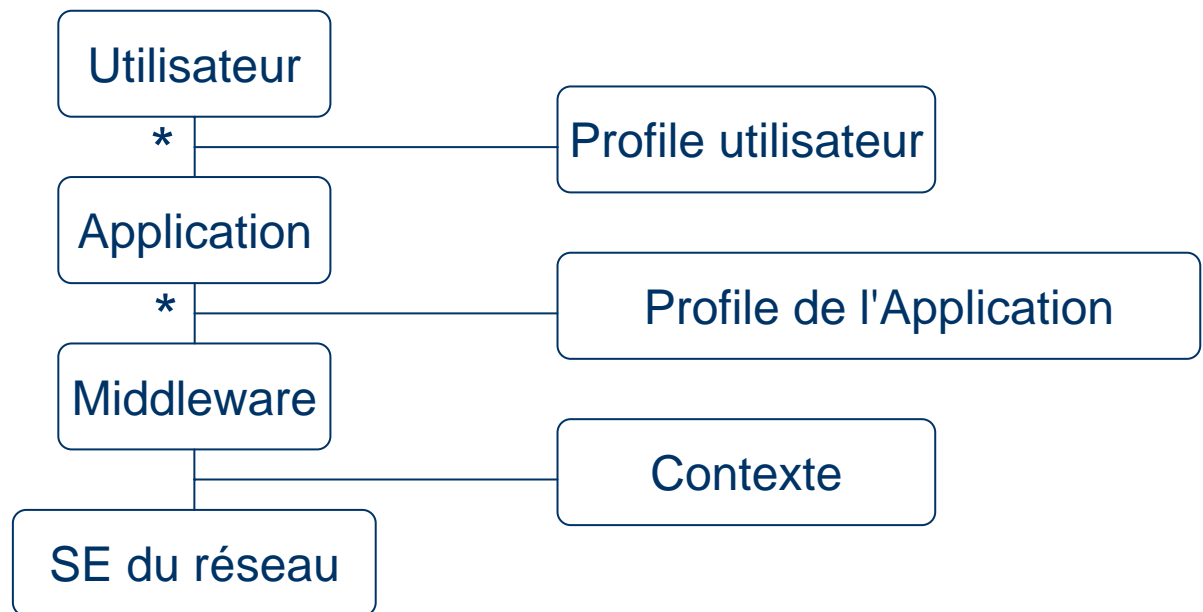 Utilisateur
*
Profile utilisateur
Application
*
Profile de l'Application
Middleware
Contexte
SE du réseau